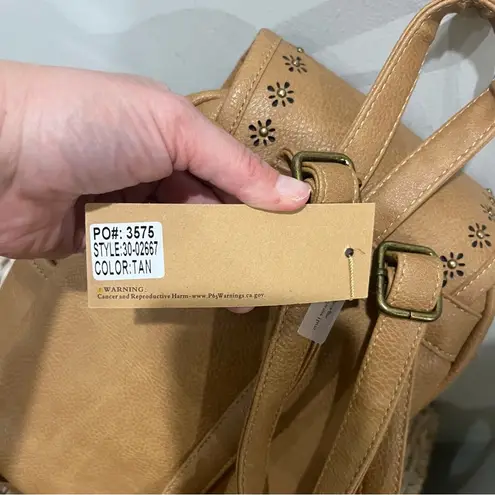 PO#: 3575
STYLE:30-02667
COLOR:TAN
⚠WARNING
Cancer and Reproductive Harm-www.P65Warnings.ca.gov